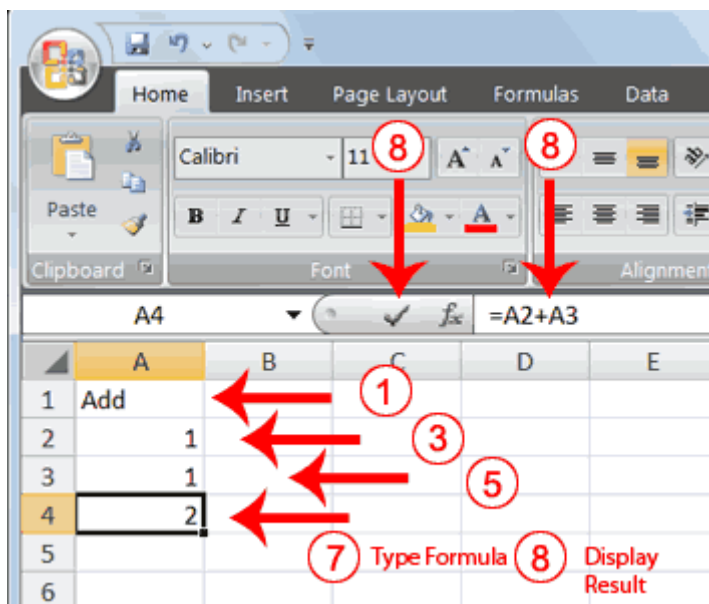 Home Insert Page Layout Formulas Data
Calibri 11 8 A A 8
Paste B I U A
Clipboard Font Alignment
A4 fx =A2+A3
A B C D E
1 Add 1
2 1 3
3 1 5
4 2
5 7 Type Formula 8 Display
6 Result